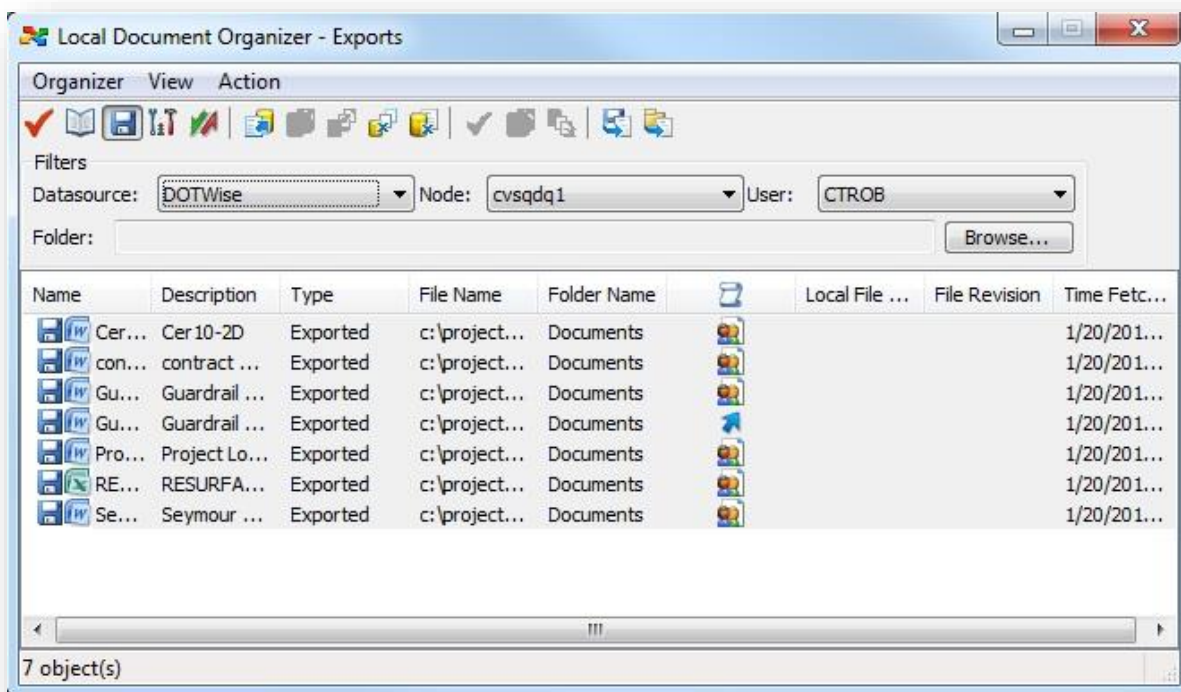 Local Document Organizer - Exports
Organizer View Action
Filters
Datasource: DOTWise Node: cvsqdq1 User: CTROB
Folder: Browse...
Name Description Type File Name Folder Name Local File ... File Revision Time Fetc...
Cer... Cer10-2D Exported c:\project... Documents 1/20/201...
con... contract ... Exported c:\project... Documents 1/20/201...
Gu... Guardrail ... Exported c:\project... Documents 1/20/201...
Gu... Guardrail ... Exported c:\project... Documents 1/20/201...
Pro... Project Lo... Exported c:\project... Documents 1/20/201...
RE... RESURFA... Exported c:\project... Documents 1/20/201...
Se... Seymour ... Exported c:\project... Documents 1/20/201...
7 object(s)